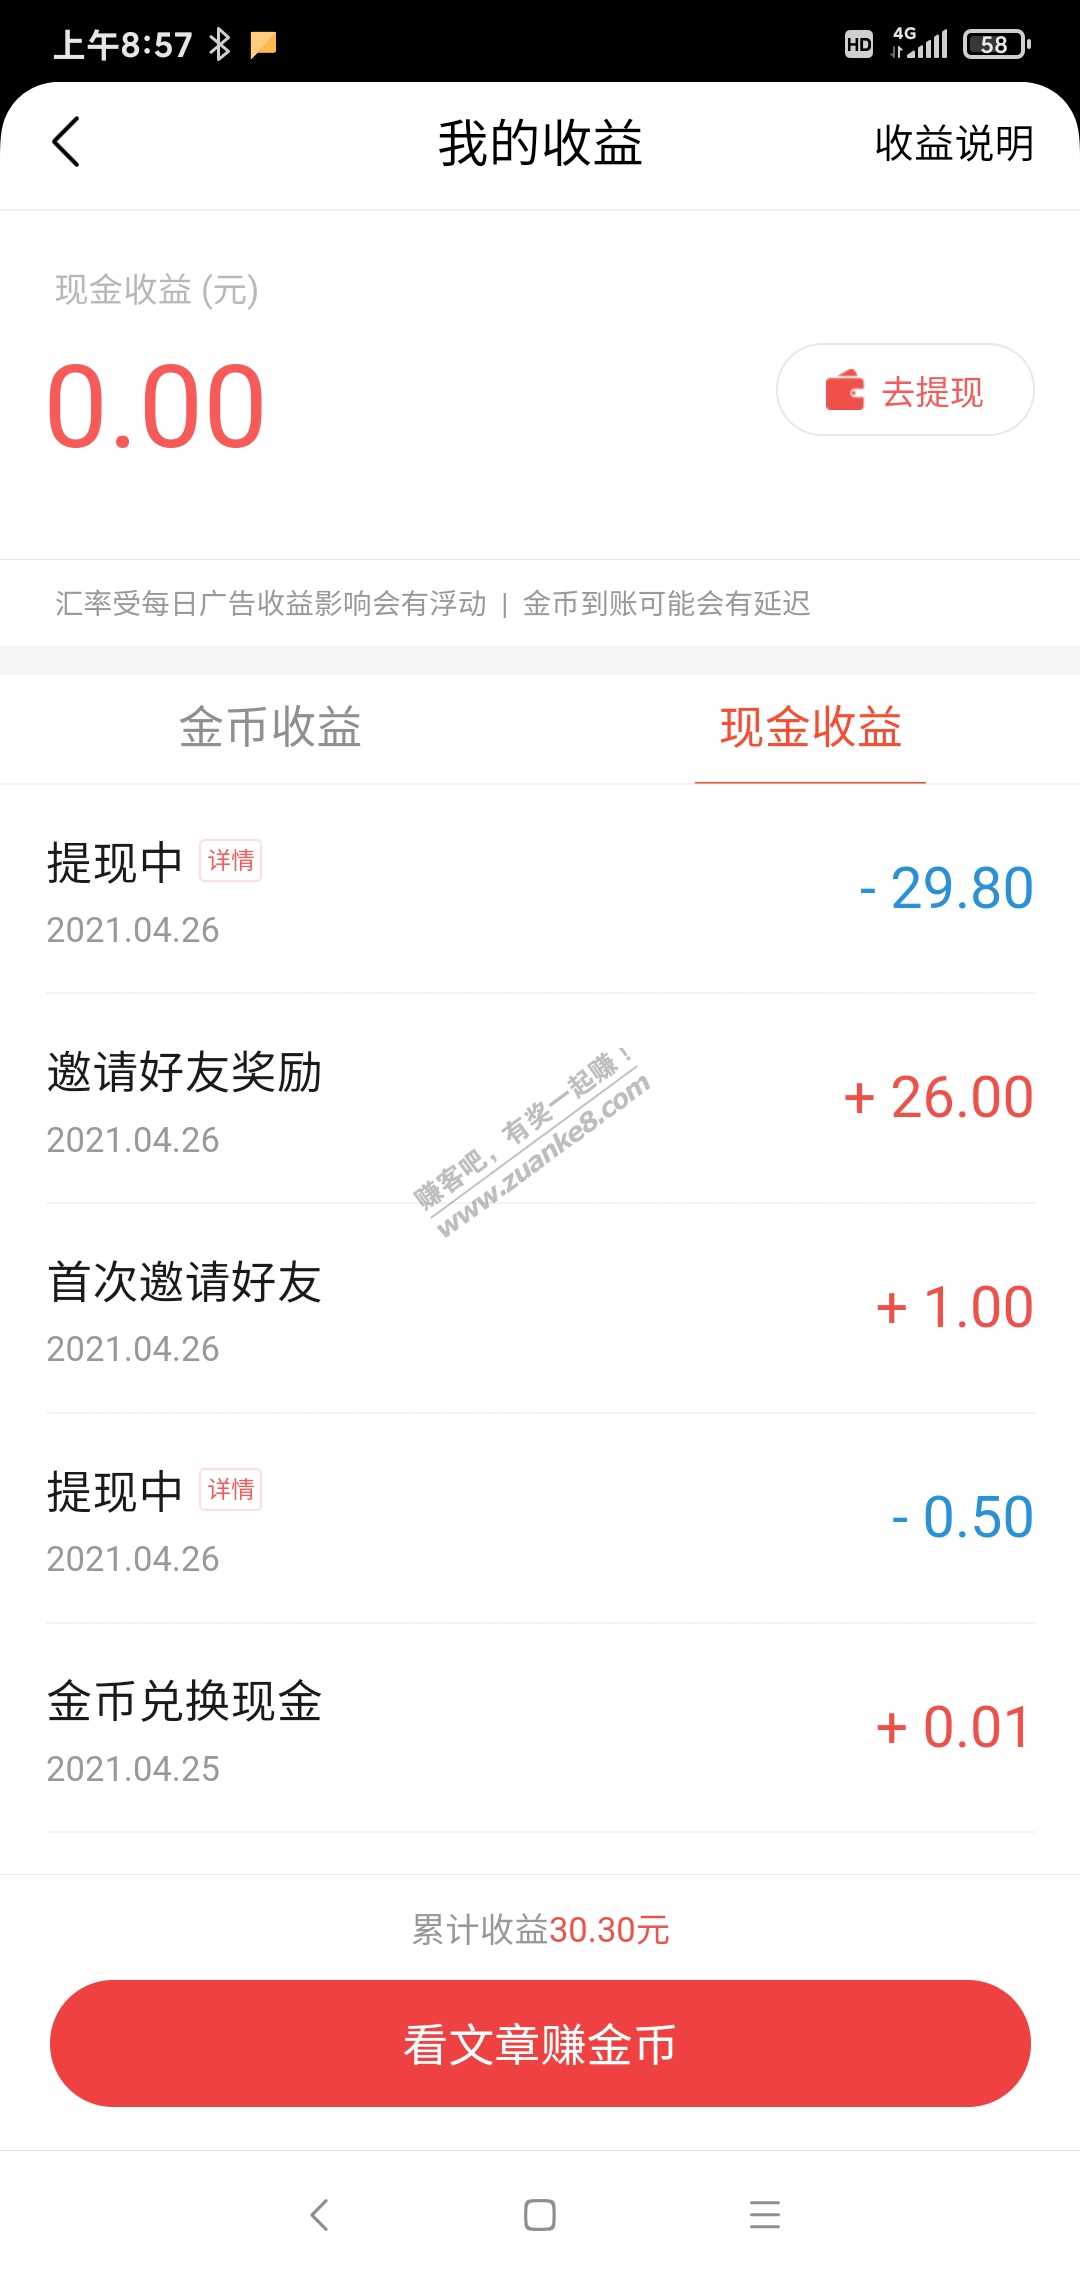 上午8:57
HD 4G 58
我的收益
收益说明
现金收益 (元)
0.00
去提现
汇率受每日广告收益影响会有浮动 | 金币到账可能会有延迟
金币收益
现金收益
提现中 详情
- 29.80
2021.04.26
邀请好友奖励
+ 26.00
2021.04.26
赚客吧，有奖一起赚！
www.zuanke8.com
首次邀请好友
+ 1.00
2021.04.26
提现中 详情
- 0.50
2021.04.26
金币兑换现金
+ 0.01
2021.04.25
累计收益30.30元
看文章赚金币